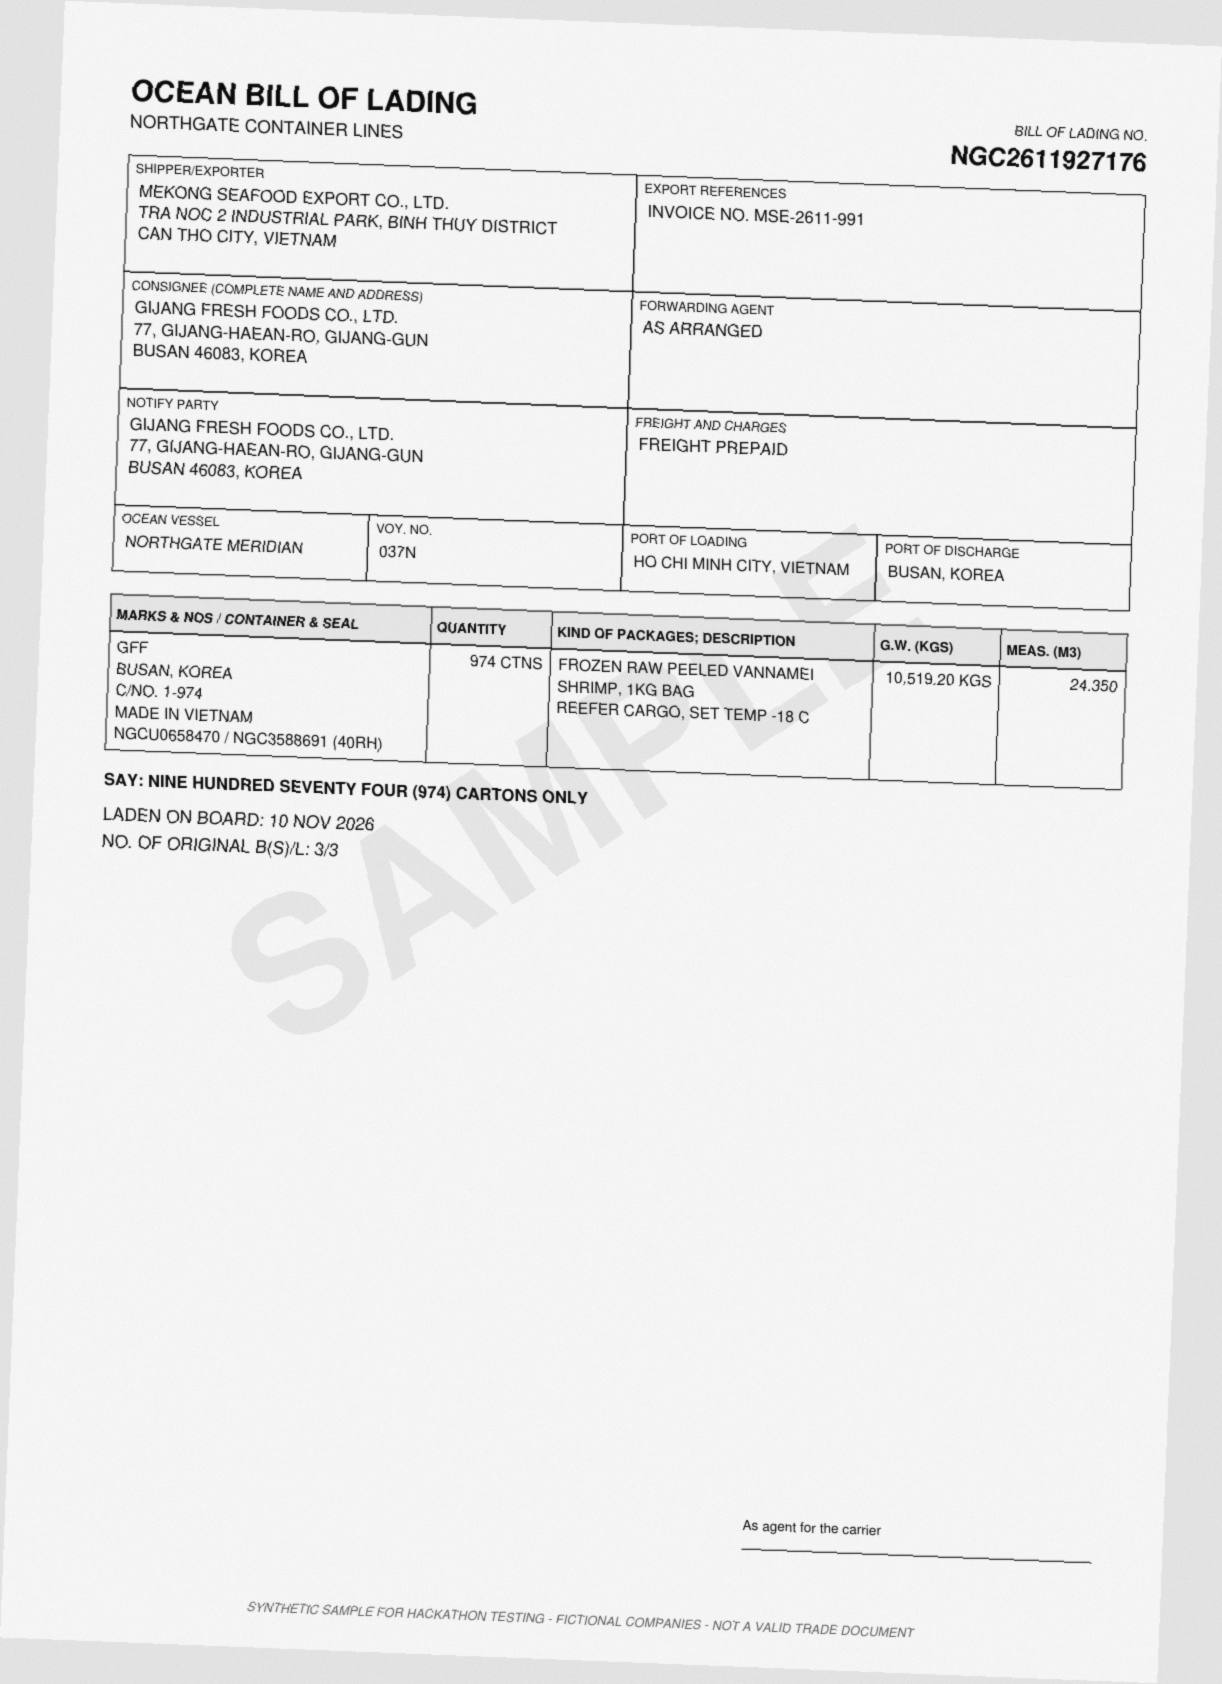 OCEAN BILL OF LADING
NORTHGATE CONTAINER LINES
BILL OF LADING NO.
NGC2611927176
SHIPPER/EXPORTER
MEKONG SEAFOOD EXPORT CO., LTD.
TRA NOC 2 INDUSTRIAL PARK, BINH THUY DISTRICT
CAN THO CITY, VIETNAM
EXPORT REFERENCES
INVOICE NO. MSE-2611-991
CONSIGNEE (COMPLETE NAME AND ADDRESS)
GIJANG FRESH FOODS CO., LTD.
77, GIJANG-HAEAN-RO, GIJANG-GUN
BUSAN 46083, KOREA
FORWARDING AGENT
AS ARRANGED
NOTIFY PARTY
GIJANG FRESH FOODS CO., LTD.
77, GIJANG-HAEAN-RO, GIJANG-GUN
BUSAN 46083, KOREA
FREIGHT AND CHARGES
FREIGHT PREPAID
OCEAN VESSEL
NORTHGATE MERIDIAN
VOY. NO.
037N
PORT OF LOADING
HO CHI MINH CITY, VIETNAM
PORT OF DISCHARGE
BUSAN, KOREA
MARKS & NOS / CONTAINER & SEAL
QUANTITY
KIND OF PACKAGES; DESCRIPTION
G.W. (KGS)
MEAS. (M3)
GFF
BUSAN, KOREA
C/NO. 1-974
MADE IN VIETNAM
NGCU0658470 / NGC3588691 (40RH)
974 CTNS
FROZEN RAW PEELED VANNAMEI
SHRIMP, 1KG BAG
REEFER CARGO, SET TEMP -18 C
10,519.20 KGS
24.350
SAY: NINE HUNDRED SEVENTY FOUR (974) CARTONS ONLY
LADEN ON BOARD: 10 NOV 2026
NO. OF ORIGINAL B(S)/L: 3/3
SAMPLE
As agent for the carrier
SYNTHETIC SAMPLE FOR HACKATHON TESTING - FICTIONAL COMPANIES - NOT A VALID TRADE DOCUMENT